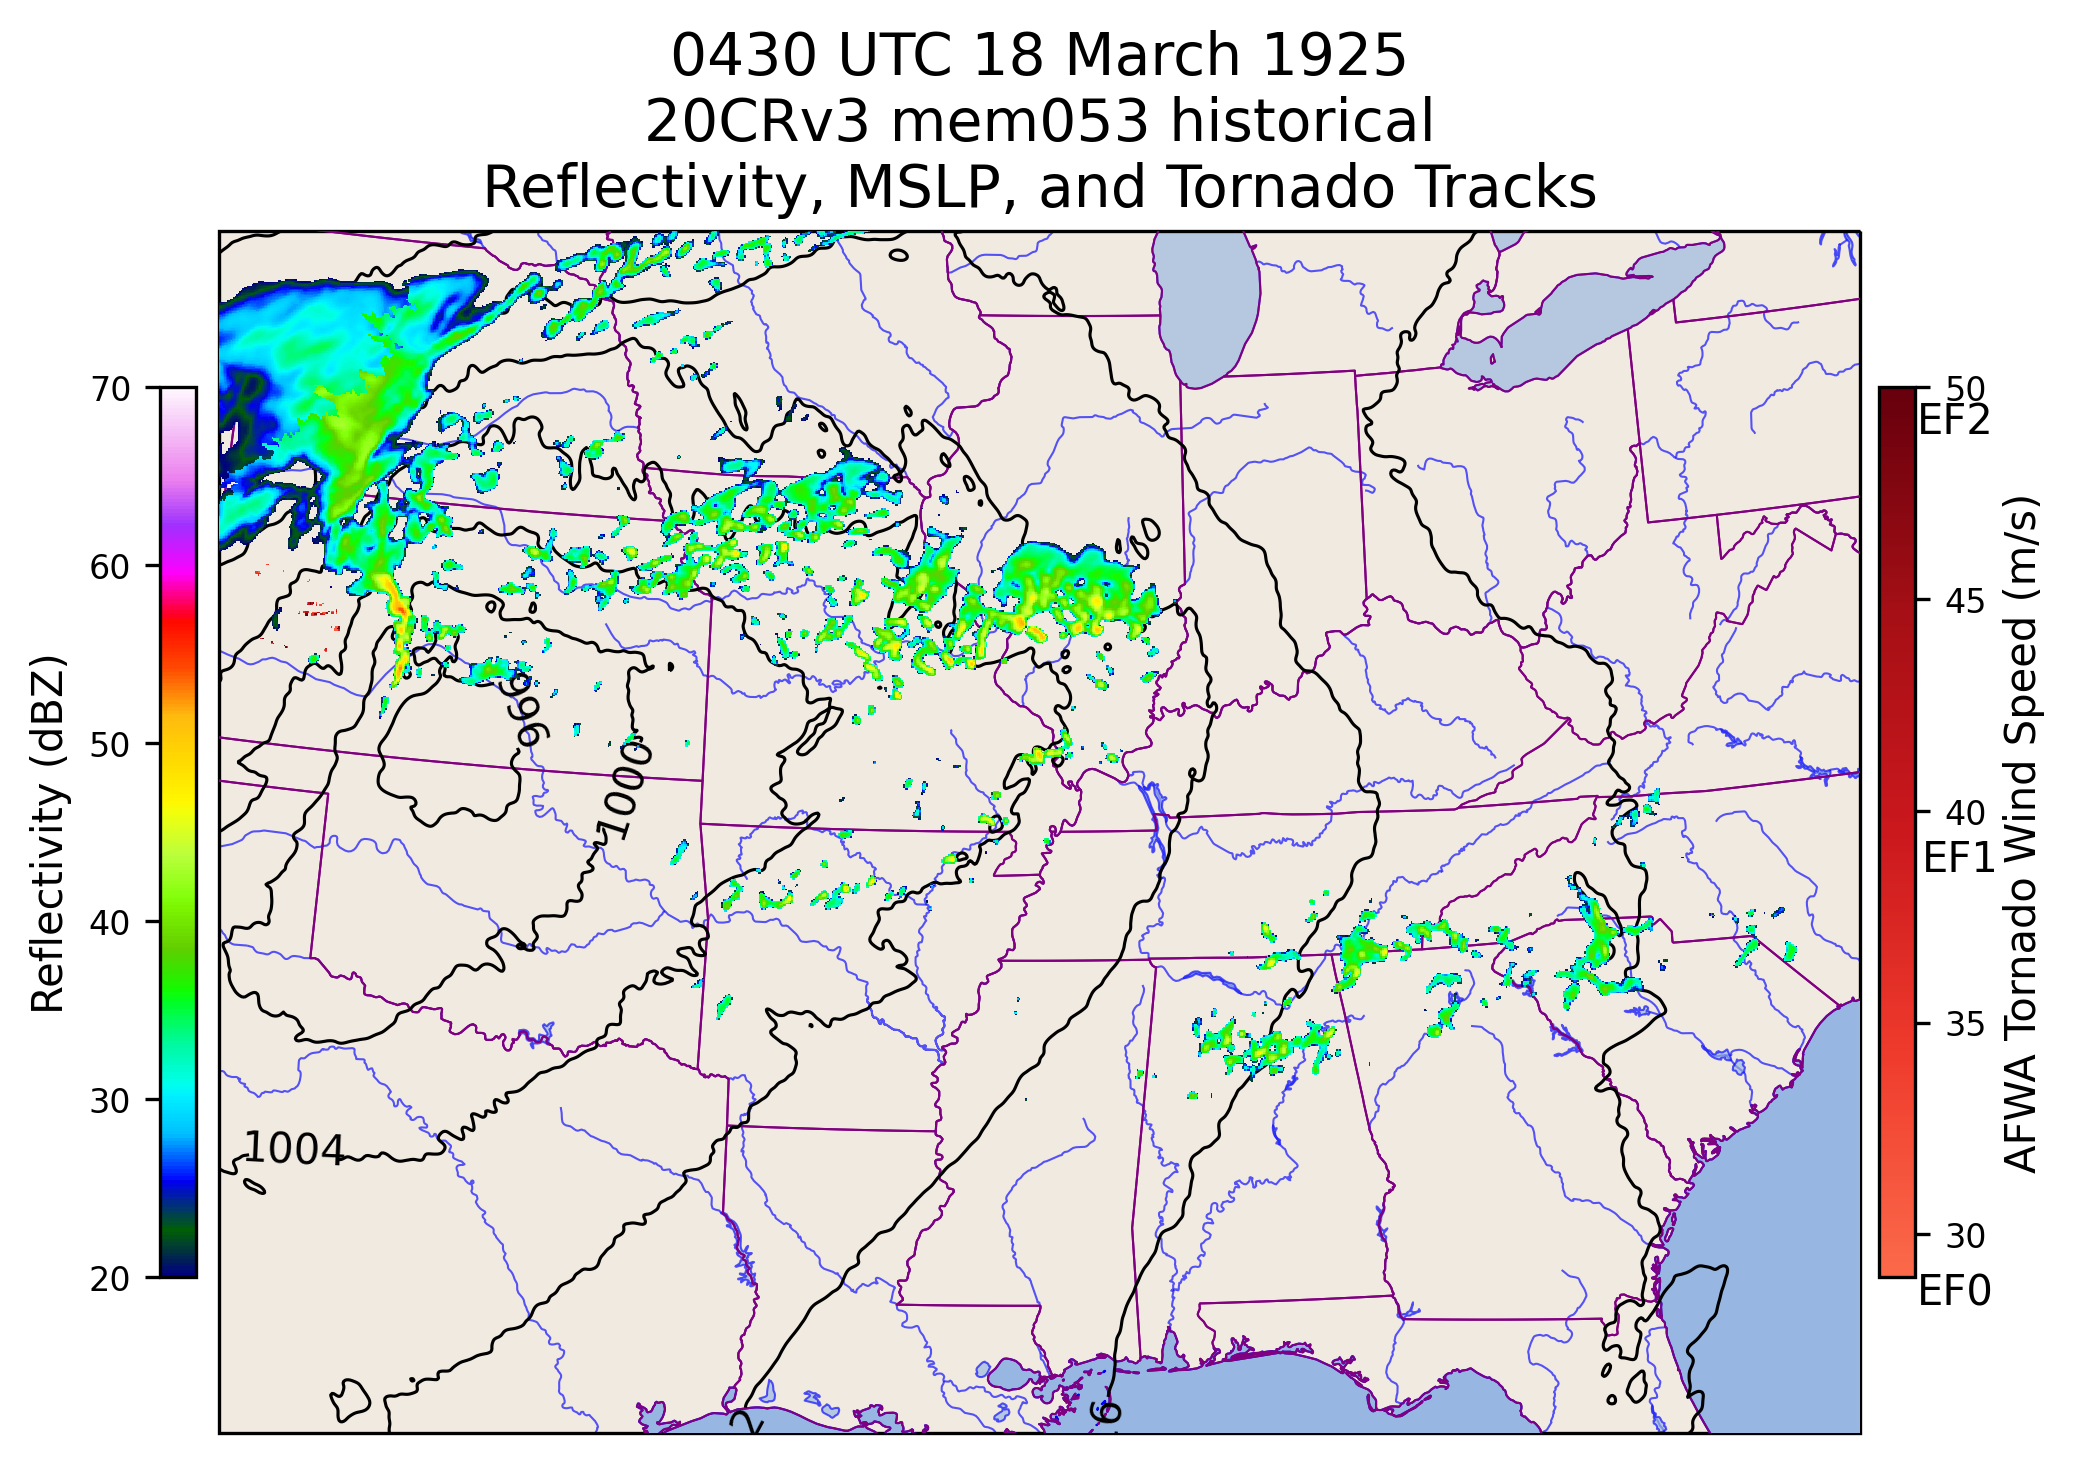 0430 UTC 18 March 1925
20CRv3 mem053 historical
Reflectivity, MSLP, and Tornado Tracks
Reflectivity (dBZ)
70
60
50
40
30
20
996
1000
1004
2
6
50
EF2
45
40
EF1
35
30
EF0
AFWA Tornado Wind Speed (m/s)